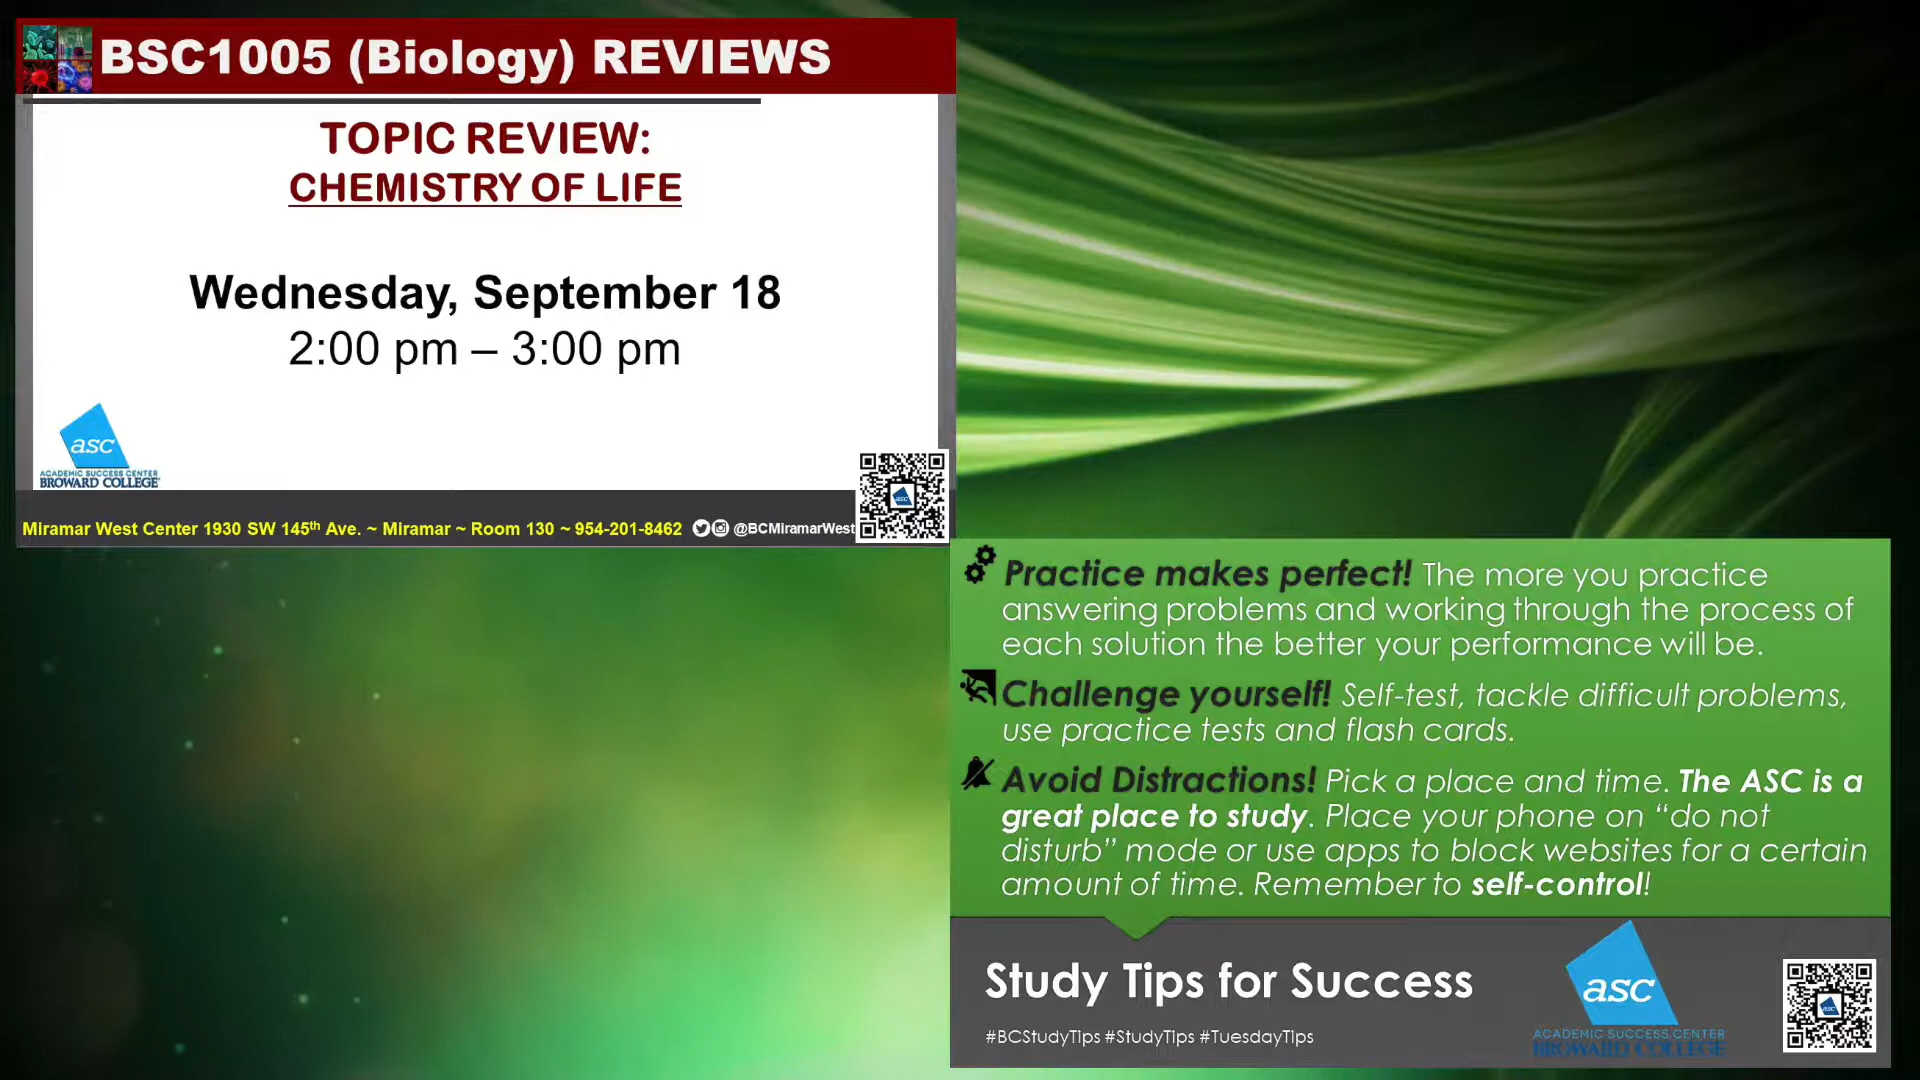 BSC1005 (Biology) REVIEWS
TOPIC REVIEW:
CHEMISTRY OF LIFE
Wednesday, September 18
2:00 pm – 3:00 pm
asc
ACADEMIC SUCCESS CENTER
BROWARD COLLEGE
Miramar West Center 1930 SW 145th Ave. ~ Miramar ~ Room 130 ~ 954-201-8462 @BCMiramarWest
asc
Practice makes perfect! The more you practice
answering problems and working through the process of
each solution the better your performance will be.
Challenge yourself! Self-test, tackle difficult problems,
use practice tests and flash cards.
Avoid Distractions! Pick a place and time. The ASC is a
great place to study. Place your phone on “do not
disturb” mode or use apps to block websites for a certain
amount of time. Remember to self-control!
Study Tips for Success
#BCStudyTips #StudyTips #TuesdayTips
asc
ACADEMIC SUCCESS CENTER
BROWARD COLLEGE
asc